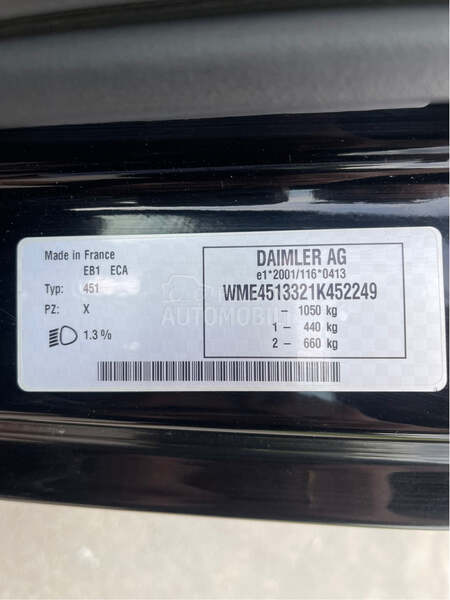 Made in France
EB1 ECA
Typ: 451
PZ: X
1.3 %
DAIMLER AG
e1*2001/116*0413
WME4513321K452249
- 1050 kg
1 – 440 kg
2 – 660 kg